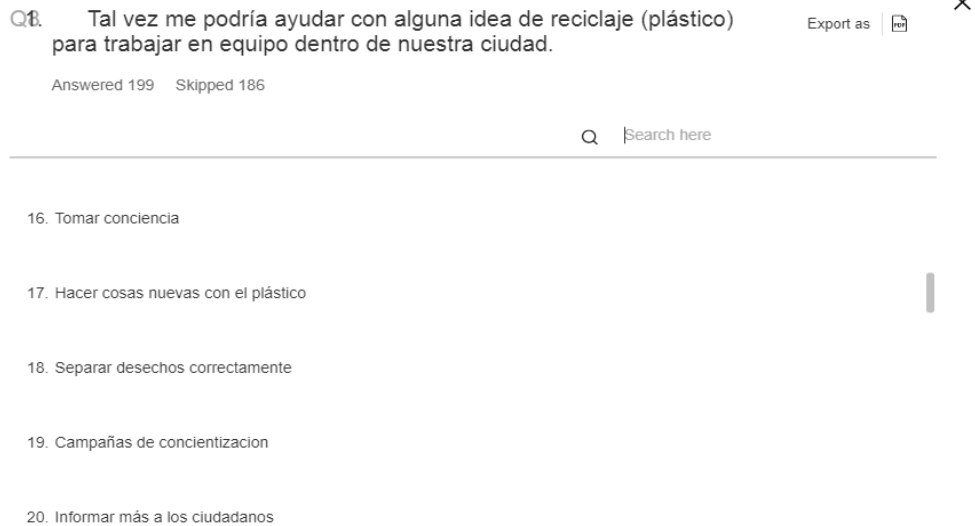 Tal vez me podría ayudar con alguna idea de reciclaje (plástico)
para trabajar en equipo dentro de nuestra ciudad.
Export as
PDF
Answered 199 Skipped 186
Search here
16. Tomar conciencia
17. Hacer cosas nuevas con el plástico
18. Separar desechos correctamente
19. Campañas de concientizacion
20. Informar más a los ciudadanos